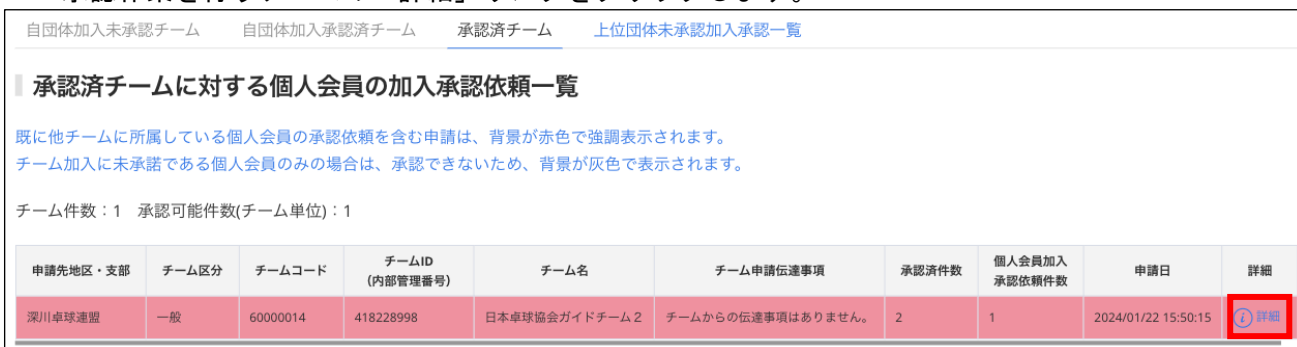 自団体加入未承認チーム 自団体加入承認済チーム 承認済チーム 上位団体未承認加入承認一覧
承認済チームに対する個人会員の加入承認依頼一覧
既に他チームに所属している個人会員の承認依頼を含む申請は、背景が赤色で強調表示されます。
チーム加入に未承諾である個人会員のみの場合は、承認できないため、背景が灰色で表示されます。
チーム件数：1 承認可能件数(チーム単位)：1
申請先地区・支部 チーム区分 チームコード チームID (内部管理番号) チーム名 チーム申請伝達事項 承認済件数 個人会員加入 承認依頼件数 申請日 詳細
深川卓球連盟 一般 60000014 418228998 日本卓球協会ガイドチーム２ チームからの伝達事項はありません。 2 1 2024/01/22 15:50:15 詳細